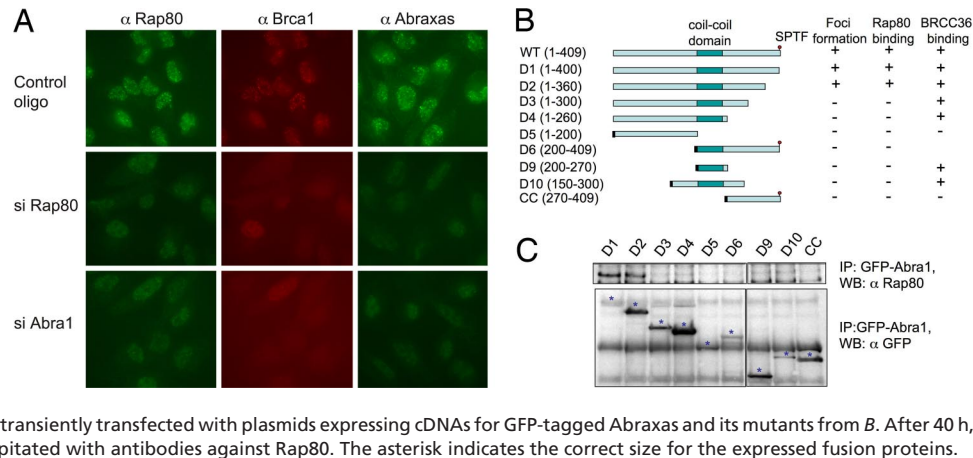 A
α Rap80 α Brca1 α Abraxas
Control oligo
si Rap80
si Abra1
B
coil-coil domain
SPTF
Foci formation
Rap80 binding
BRCC36 binding
WT (1-409) + + +
D1 (1-400) + + +
D2 (1-360) + + +
D3 (1-300) - - +
D4 (1-260) - - +
D5 (1-200) - - -
D6 (200-409) - -
D9 (200-270) - - +
D10 (150-300) - - +
CC (270-409) - - -
C
D1 D2 D3 D4 D5 D6 D9 D10 CC
IP: GFP-Abra1,
WB: α Rap80
IP:GFP-Abra1,
WB: α GFP
transiently transfected with plasmids expressing cDNAs for GFP-tagged Abraxas and its mutants from B. After 40 h,
pitated with antibodies against Rap80. The asterisk indicates the correct size for the expressed fusion proteins.